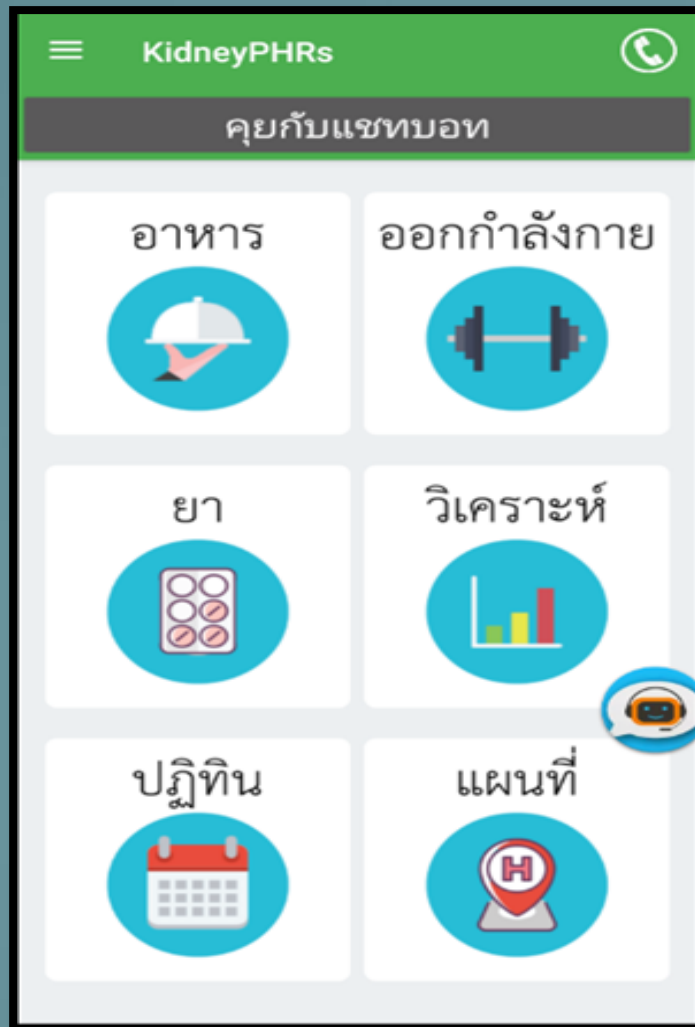 KidneyPHRs
คุยกับแชทบอท
อาหาร
ออกกำลังกาย
ยา
วิเคราะห์
ปฏิทิน
แผนที่
H